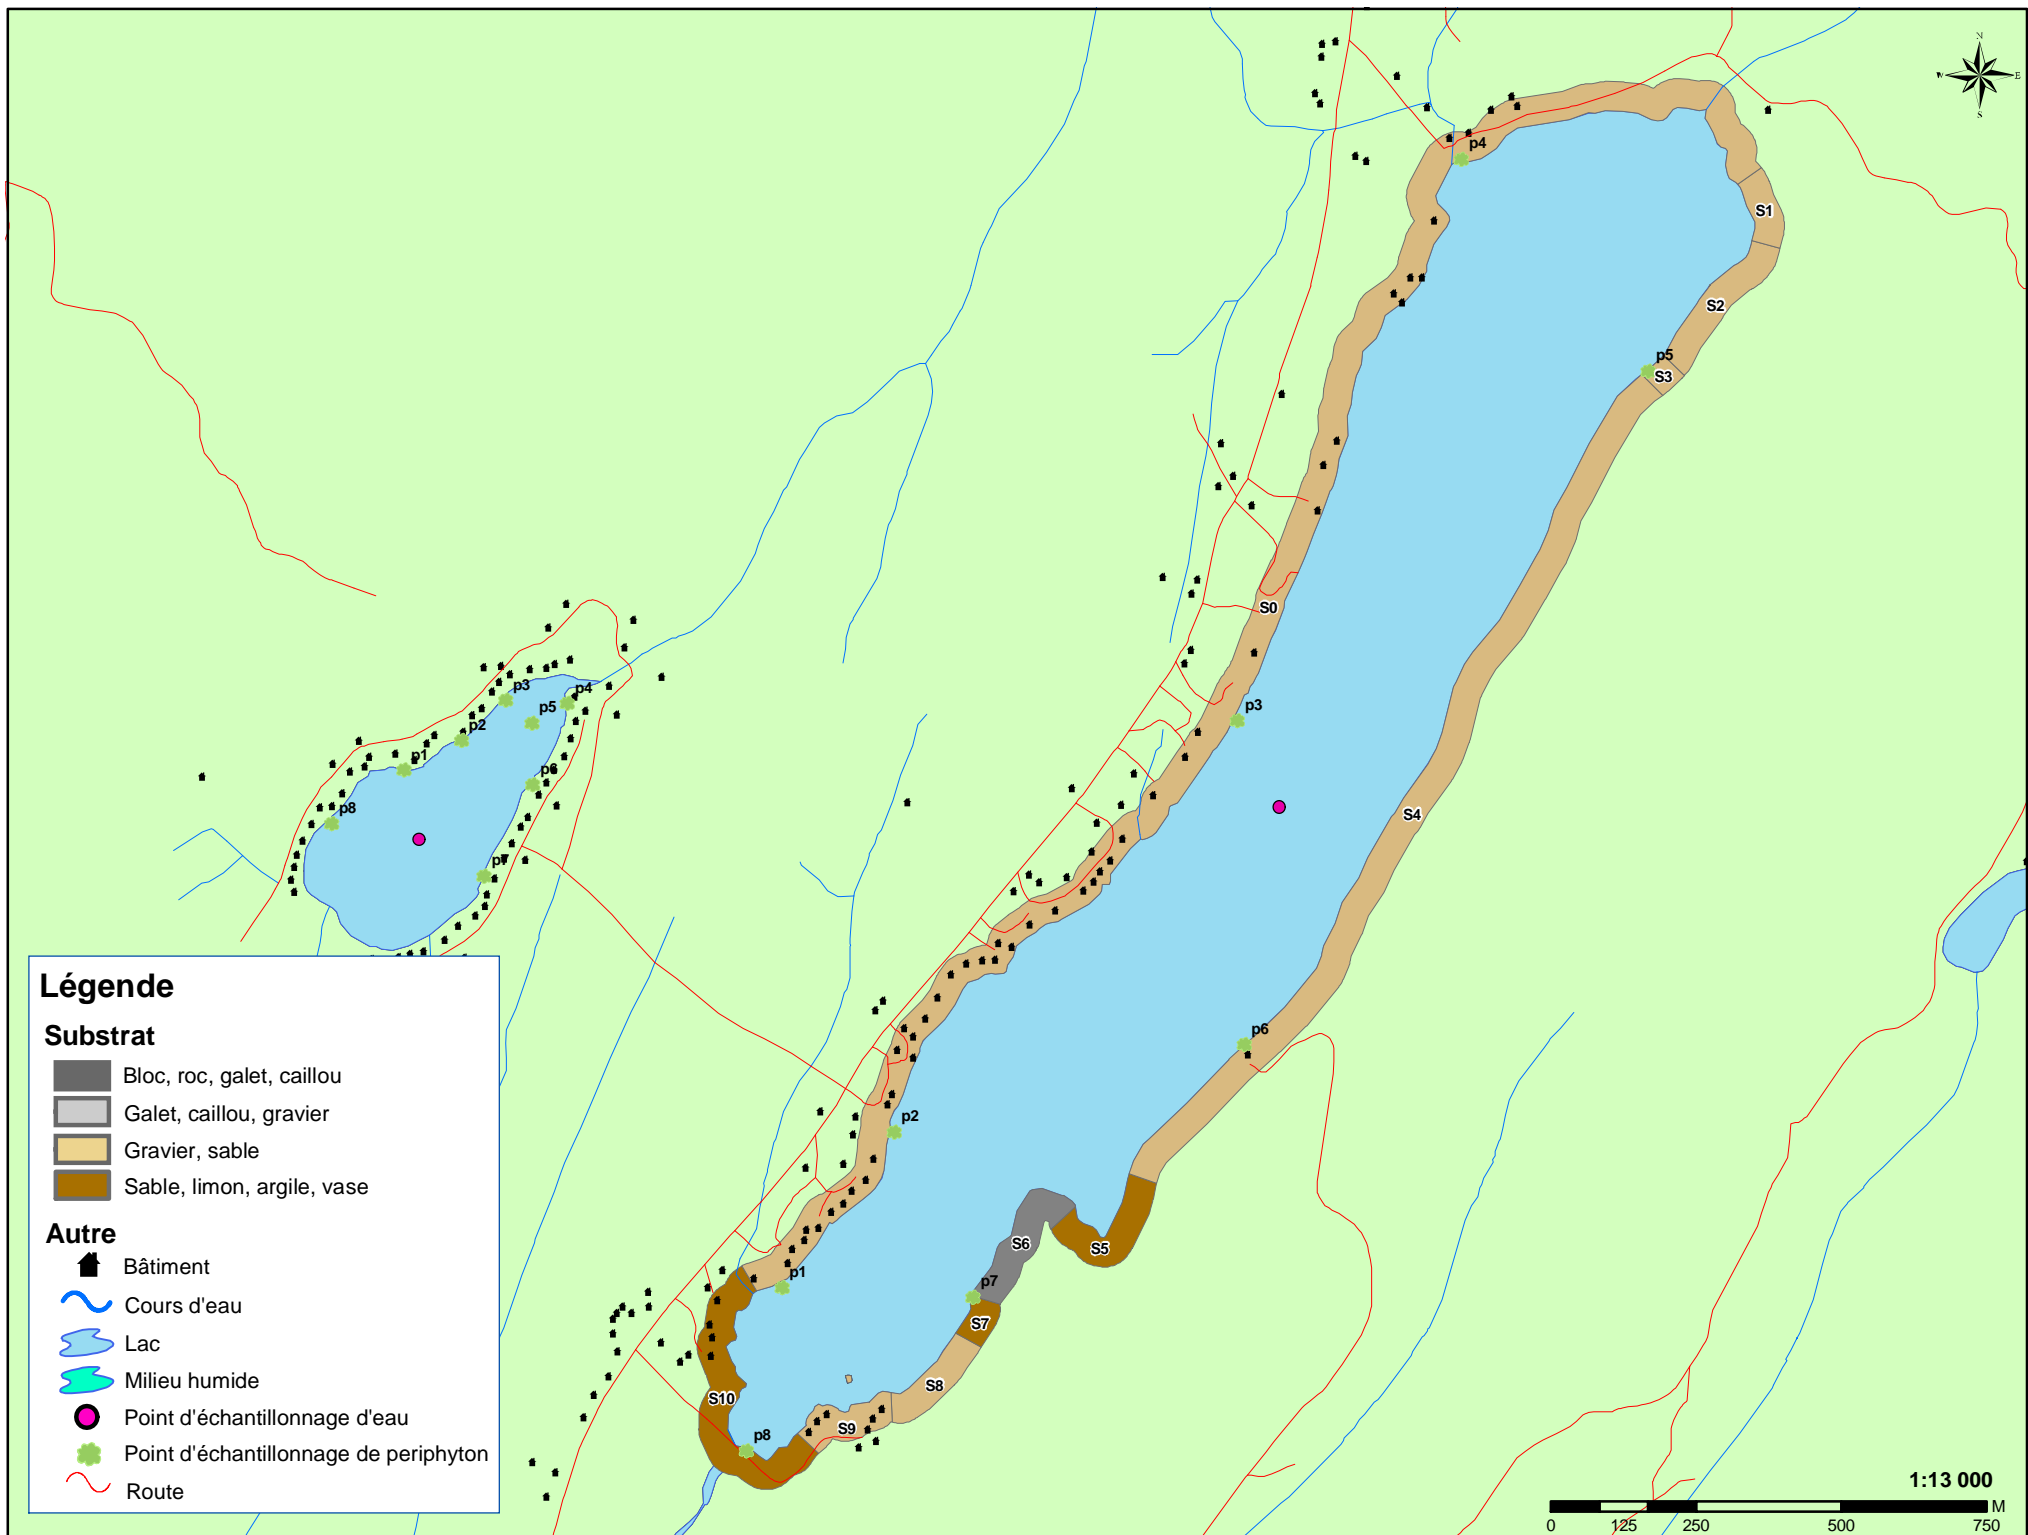 N
W E
S
p4
S1
S2
p5
S3
S0
p3
p4
p3
p5
p2
p1
p6
p8
p7
S4
p6
p2
S6
S5
p1
p7
S7
S8
S10
S9
p8
Légende
Substrat
Bloc, roc, galet, caillou
Galet, caillou, gravier
Gravier, sable
Sable, limon, argile, vase
Autre
Bâtiment
Cours d'eau
Lac
Milieu humide
Point d'échantillonnage d'eau
Point d'échantillonnage de periphyton
Route
1:13 000
M
0 125 250 500 750